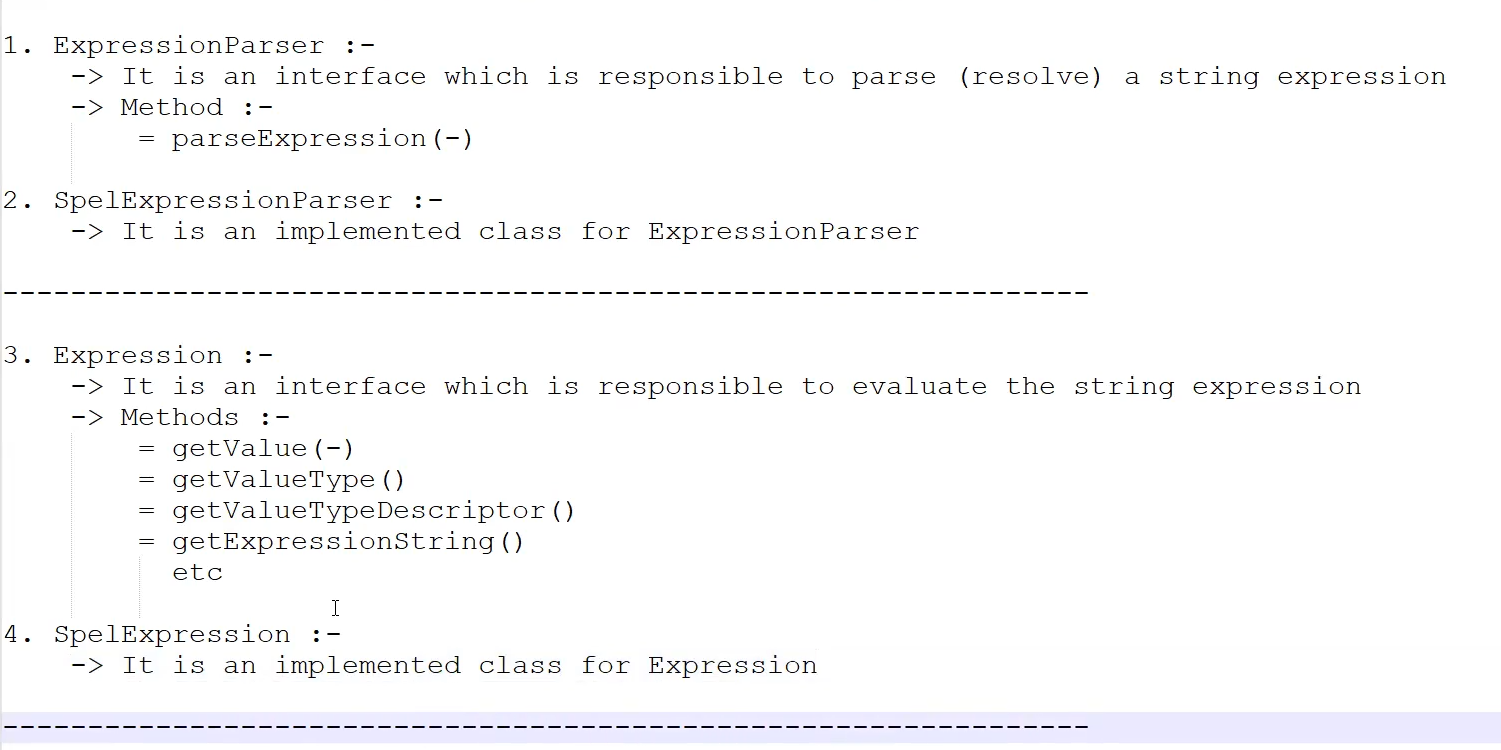 1. ExpressionParser :-
-> It is an interface which is responsible to parse (resolve) a string expression
-> Method :-
= parseExpression(-)
2. SpelExpressionParser :-
-> It is an implemented class for ExpressionParser
----------------------------------------------------------------
3. Expression :-
-> It is an interface which is responsible to evaluate the string expression
-> Methods :-
= getValue(-)
= getValueType()
= getValueTypeDescriptor()
= getExpressionString()
etc
4. SpelExpression :-
-> It is an implemented class for Expression
----------------------------------------------------------------